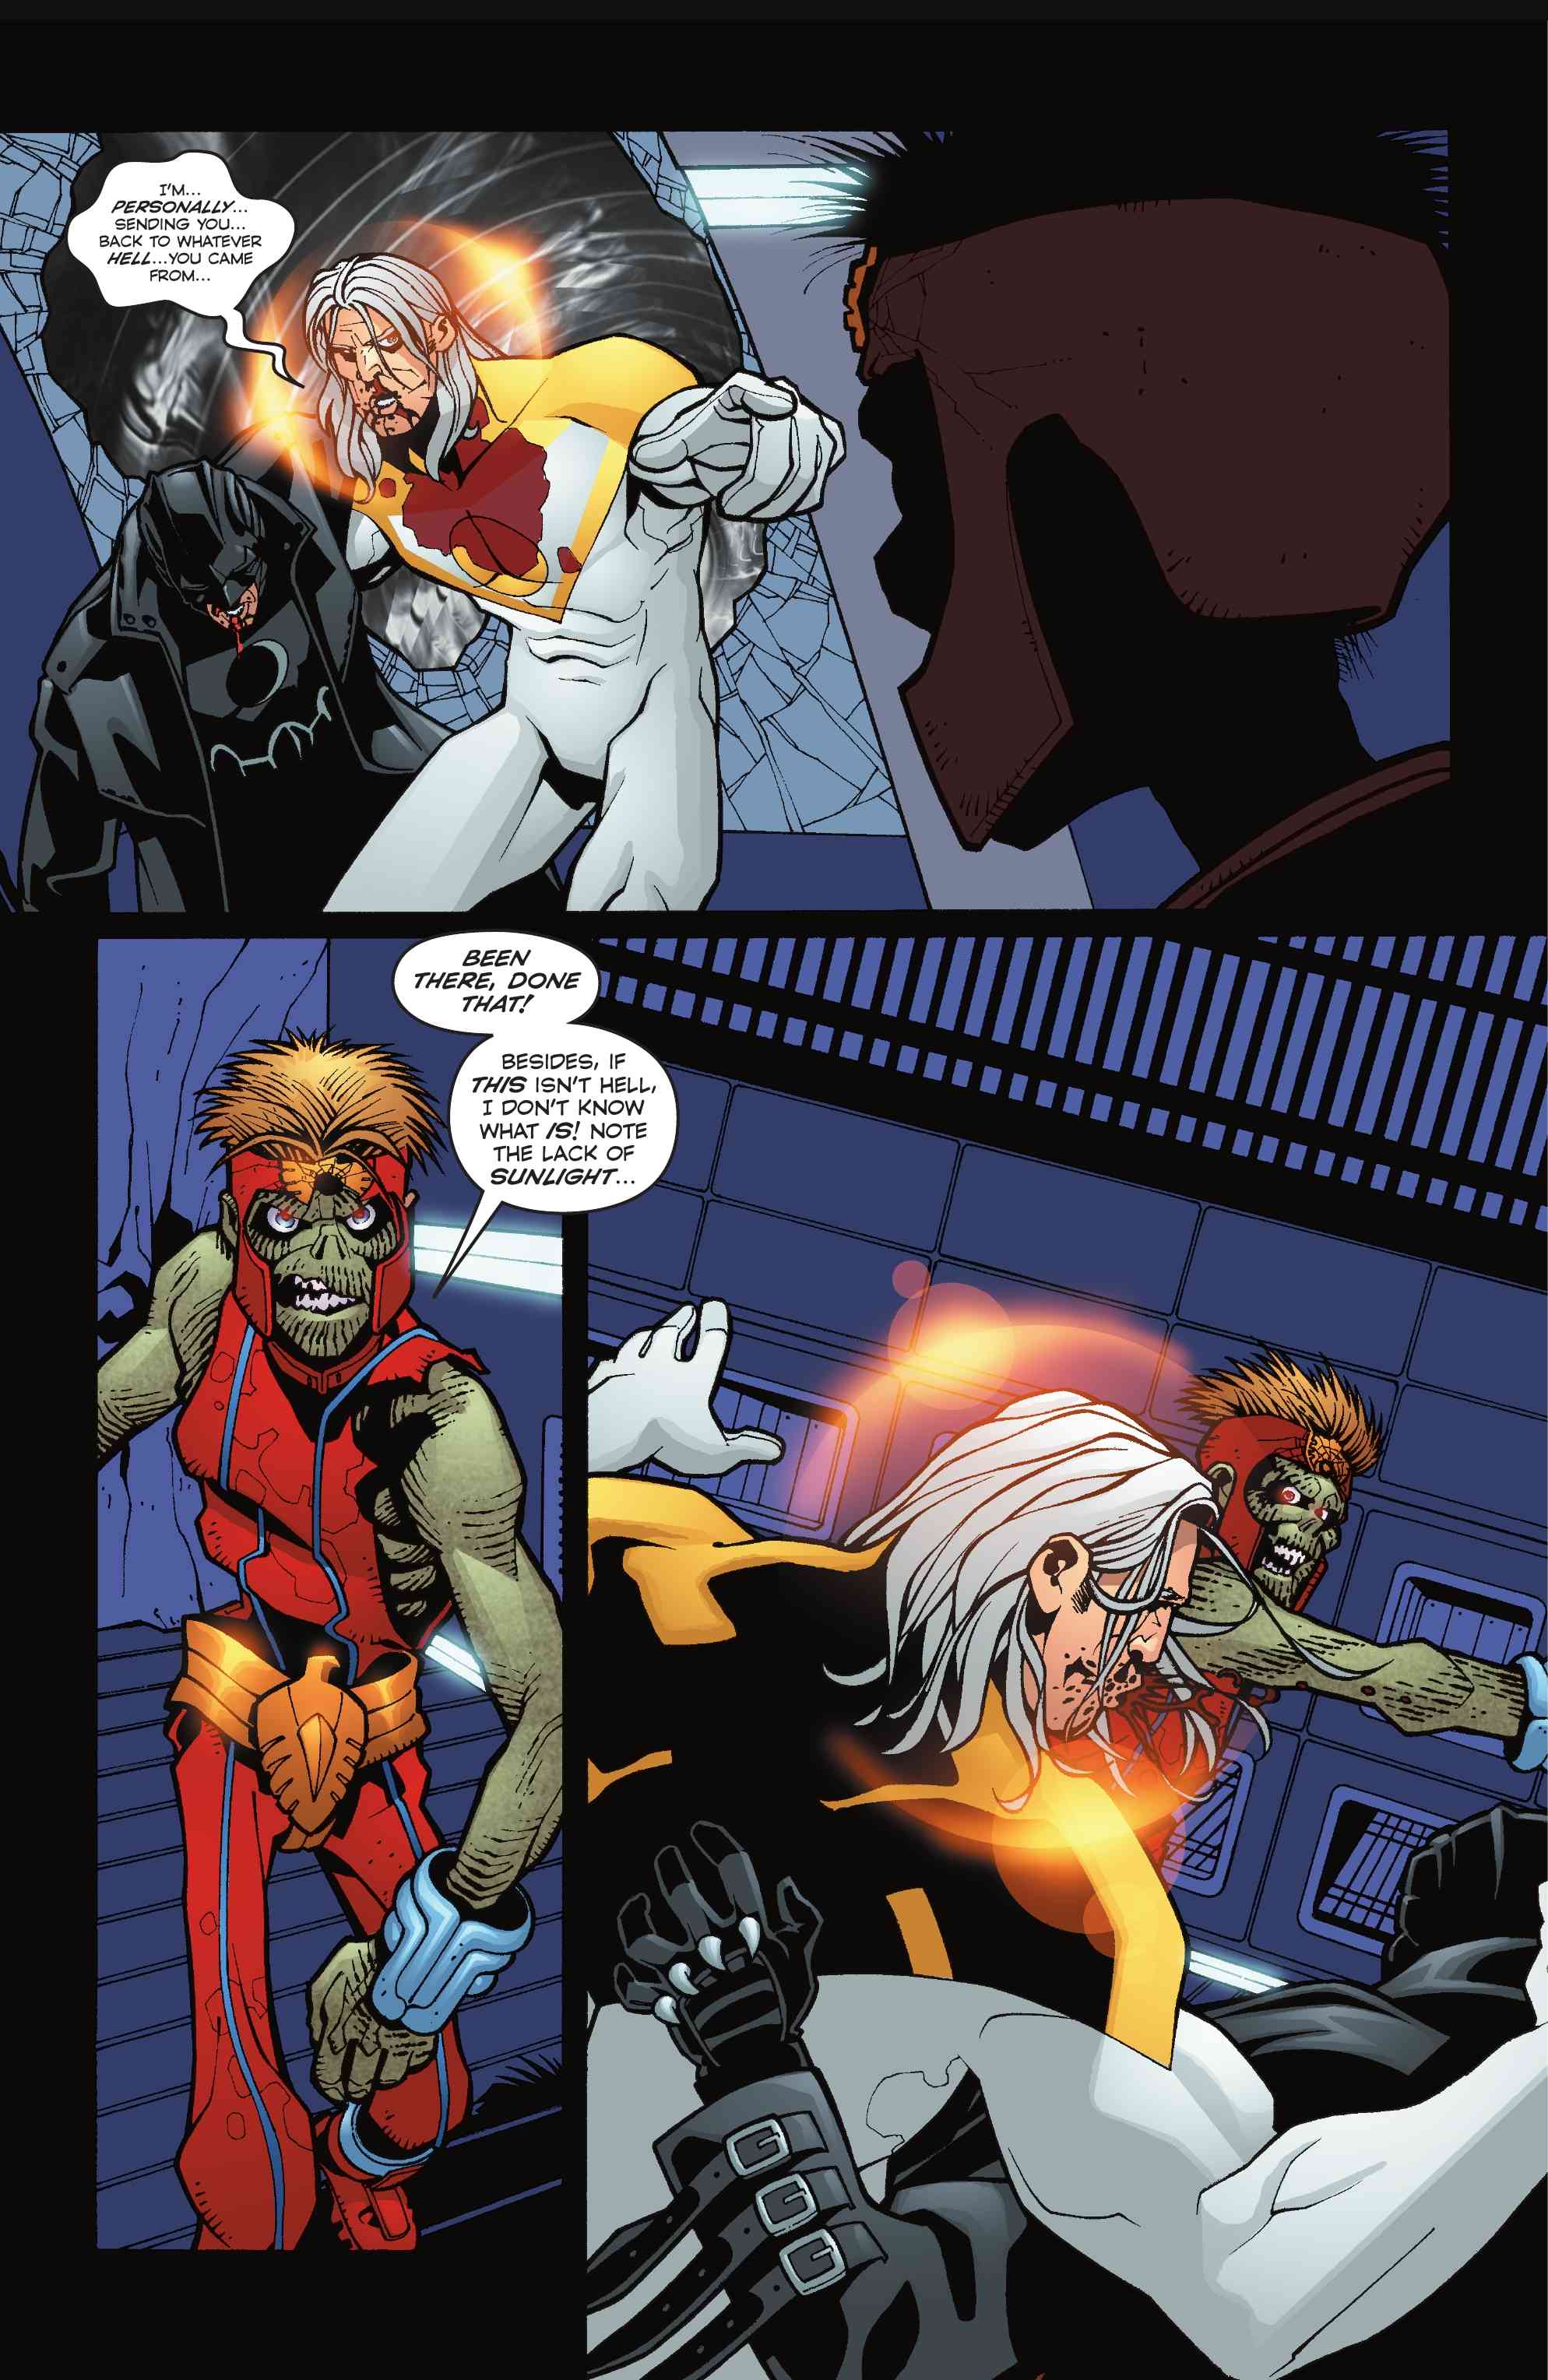 I'M...
PERSONALLY...
SENDING YOU...
BACK TO WHATEVER
HELL...YOU CAME
FROM...
BEEN
THERE, DONE
THAT!
BESIDES, IF
THIS ISN'T HELL,
I DON'T KNOW
WHAT IS! NOTE
THE LACK OF
SUNLIGHT...